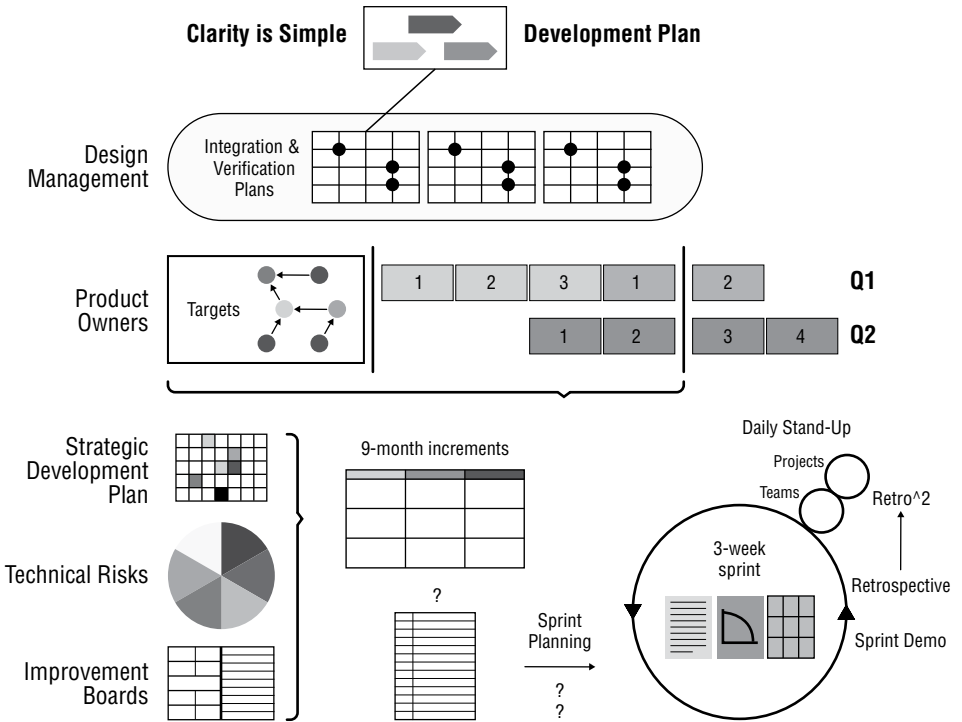 Clarity is Simple
Development Plan
Design
Management
Integration &
Verification
Plans
Product
Owners
Targets
1 2 3 1 2 Q1
1 2 3 4 Q2
Strategic
Development
Plan
9-month increments
Daily Stand-Up
Projects
Teams
Retro^2
3-week
sprint
Technical Risks
Retrospective
?
Sprint
Planning
Sprint Demo
?
?
Improvement
Boards